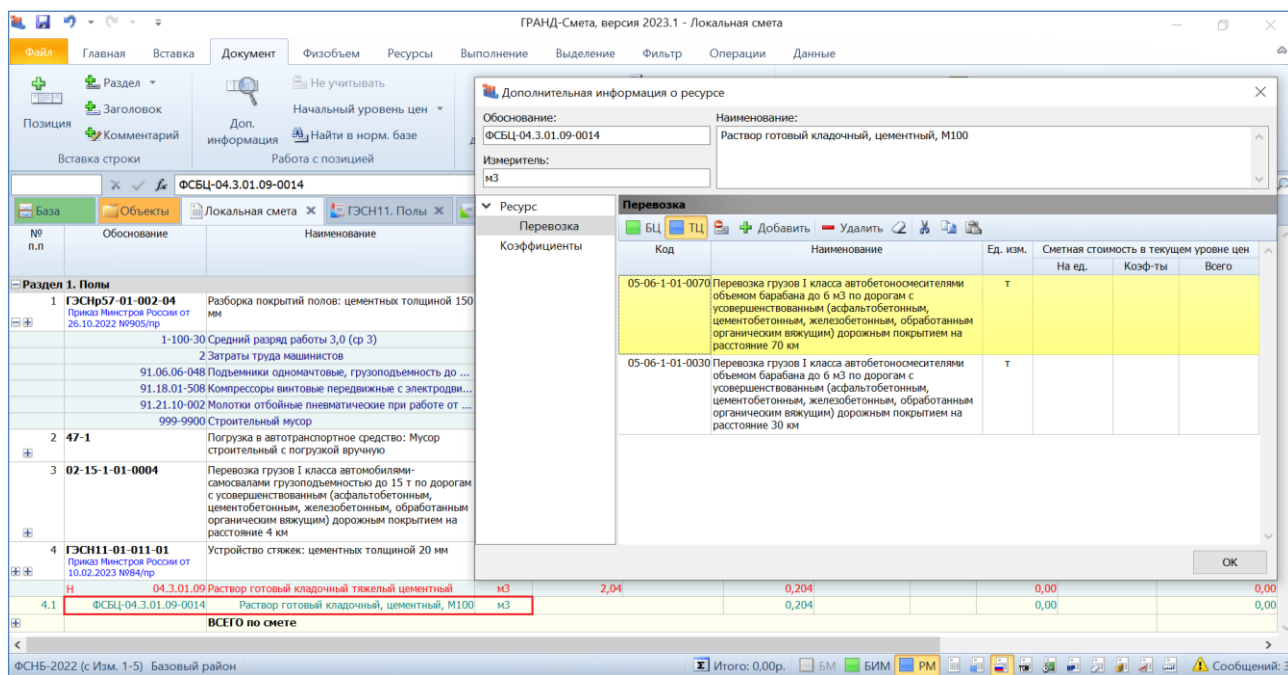 ГРАНД-Смета, версия 2023.1 - Локальная смета
Файл Главная Вставка Документ Физобъем Ресурсы Выполнение Выделение Фильтр Операции Данные
Позиция
Раздел
Заголовок
Комментарий
Вставка строки
Доп.
информация
Не учитывать
Начальный уровень цен
Найти в норм. базе
Работа с позицией
ФСБЦ-04.3.01.09-0014
База Объекты Локальная смета ГЭСН11. Полы
№
п.п
Обоснование Наименование
Раздел 1. Полы
1 ГЭСНр57-01-002-04 Разборка покрытий полов: цементных толщиной 150
Приказ Минстроя России от мм
26.10.2022 №905/пр
1-100-30 Средний разряд работы 3,0 (ср 3)
2 Затраты труда машинистов
91.06.06-048 Подъемники одномачтовые, грузоподъемность до ...
91.18.01-508 Компрессоры винтовые передвижные с электродви...
91.21.10-002 Молотки отбойные пневматические при работе от ...
999-9900 Строительный мусор
2 47-1 Погрузка в автотранспортное средство: Мусор
строительный с погрузкой вручную
3 02-15-1-01-0004 Перевозка грузов I класса автомобилями-
самосвалами грузоподъемностью до 15 т по дорогам
с усовершенствованным (асфальтобетонным,
цементобетонным, железобетонным, обработанным
органическим вяжущим) дорожным покрытием на
расстояние 4 км
4 ГЭСН11-01-011-01 Устройство стяжек: цементных толщиной 20 мм
Приказ Минстроя России от
10.02.2023 №84/пр
Н 04.3.01.09 Раствор готовый кладочный тяжелый цементный м3 2,04 0,204 0,00 0,00
4.1 ФСБЦ-04.3.01.09-0014 Раствор готовый кладочный, цементный, М100 м3 0,204 0,00 0,00
ВСЕГО по смете
Дополнительная информация о ресурсе
Обоснование: Наименование:
ФСБЦ-04.3.01.09-0014 Раствор готовый кладочный, цементный, М100
Измеритель:
м3
Ресурс
Перевозка
Коэффициенты
Перевозка
БЦ ТЦ Добавить Удалить
Код Наименование Ед. изм. Сметная стоимость в текущем уровне цен
На ед. Коэф-ты Всего
05-06-1-01-0070 Перевозка грузов I класса автобетоносмесителями т
объемом барабана до 6 м3 по дорогам с
усовершенствованным (асфальтобетонным,
цементобетонным, железобетонным, обработанным
органическим вяжущим) дорожным покрытием на
расстояние 70 км
05-06-1-01-0030 Перевозка грузов I класса автобетоносмесителями т
объемом барабана до 6 м3 по дорогам с
усовершенствованным (асфальтобетонным,
цементобетонным, железобетонным, обработанным
органическим вяжущим) дорожным покрытием на
расстояние 30 км
ОК
ФСНБ-2022 (с Изм. 1-5) Базовый район Итого: 0,00р. БМ БИМ РМ Сообщений: 3